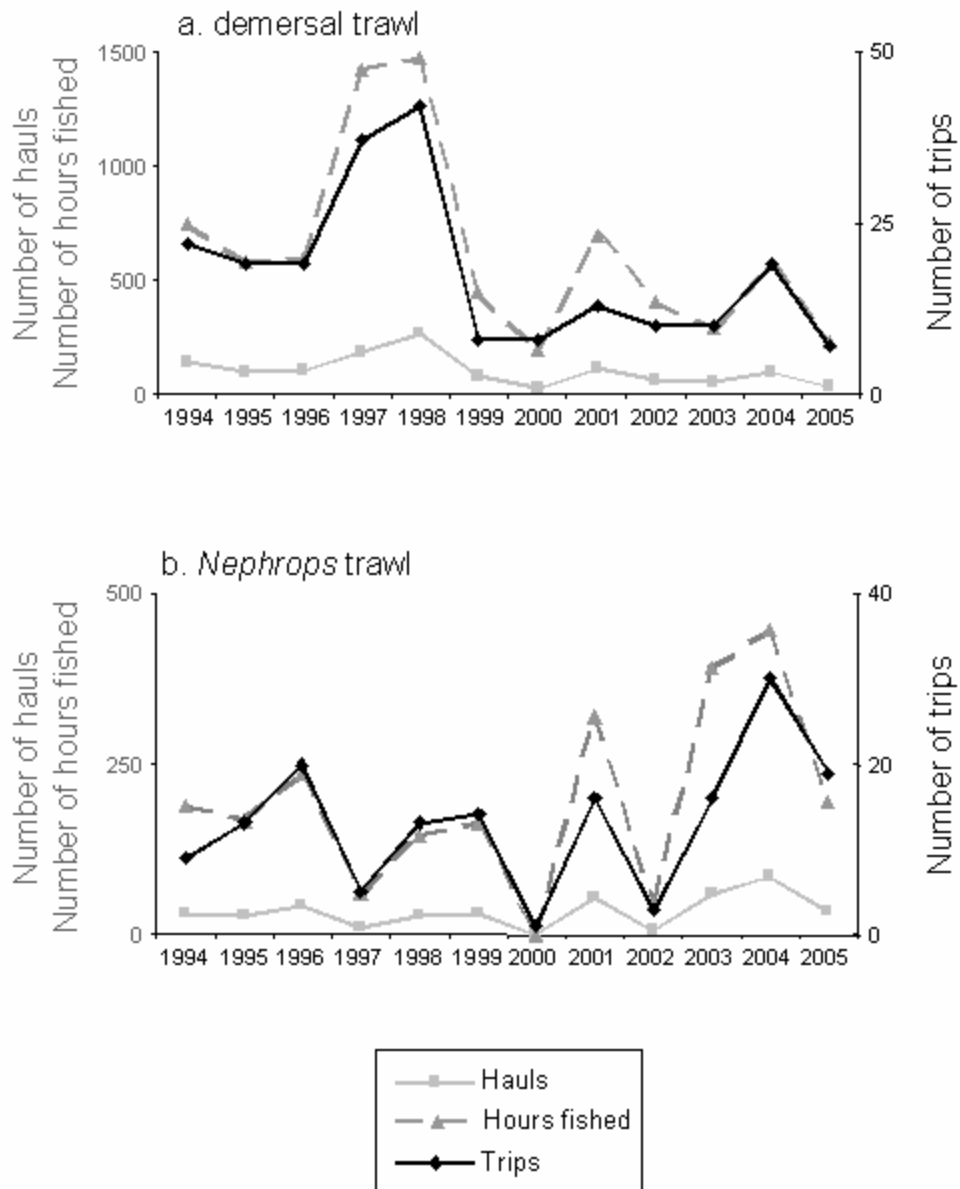 a. demersal trawl
Number of hauls
Number of hours fished
1500
1000
500
0
50
25
0
Number of trips
1994 1995 1996 1997 1998 1999 2000 2001 2002 2003 2004 2005
b. Nephrops trawl
Number of hauls
Number of hours fished
500
250
0
40
20
0
Number of trips
1994 1995 1996 1997 1998 1999 2000 2001 2002 2003 2004 2005
Hauls
Hours fished
Trips